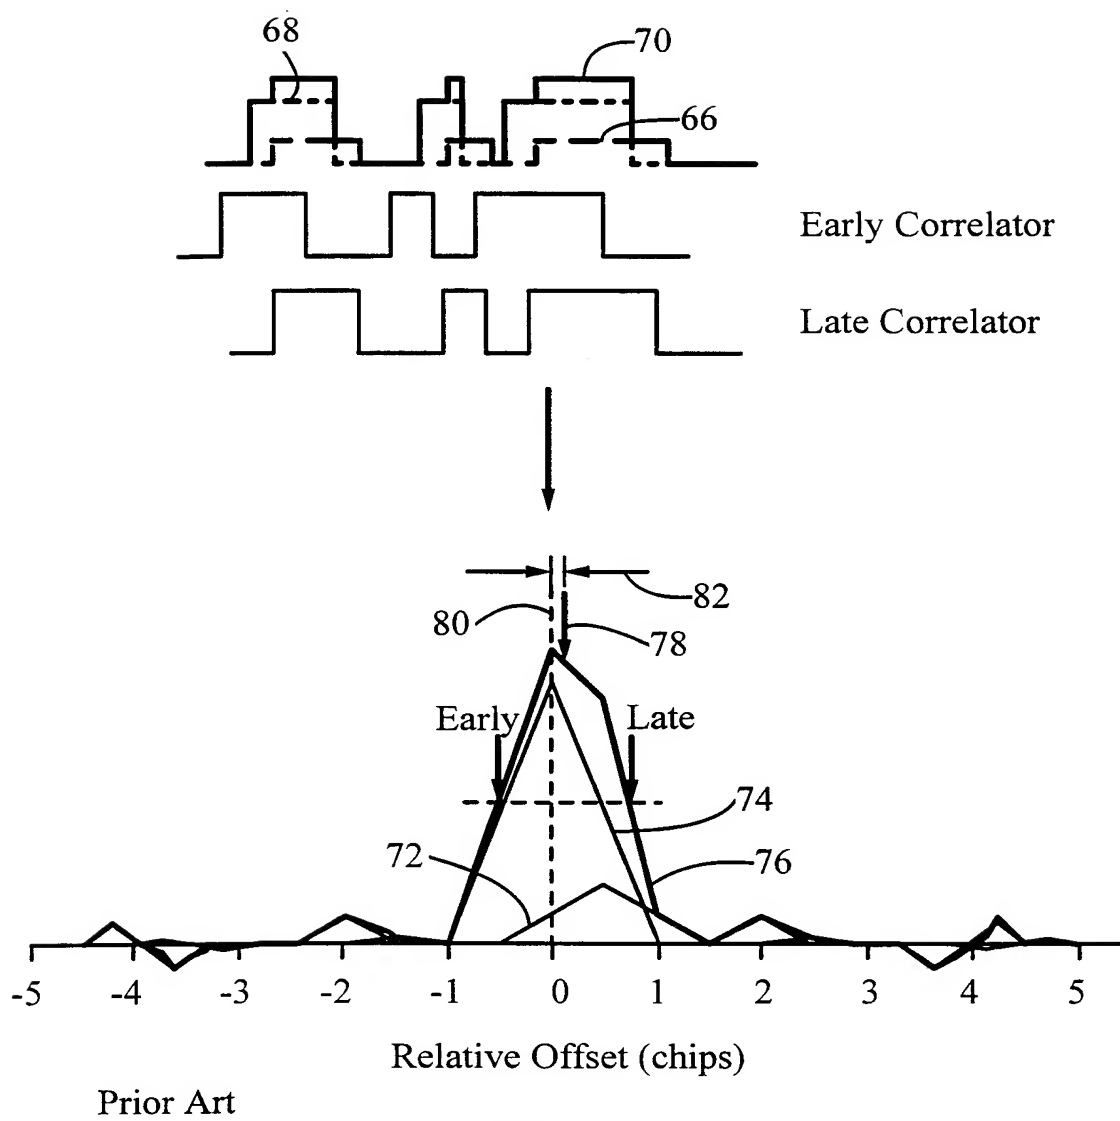 68
70
66
Early Correlator
Late Correlator
82
80
78
Early
Late
74
72
76
-5 -4 -3 -2 -1 0 1 2 3 4 5
Relative Offset (chips)
Prior Art